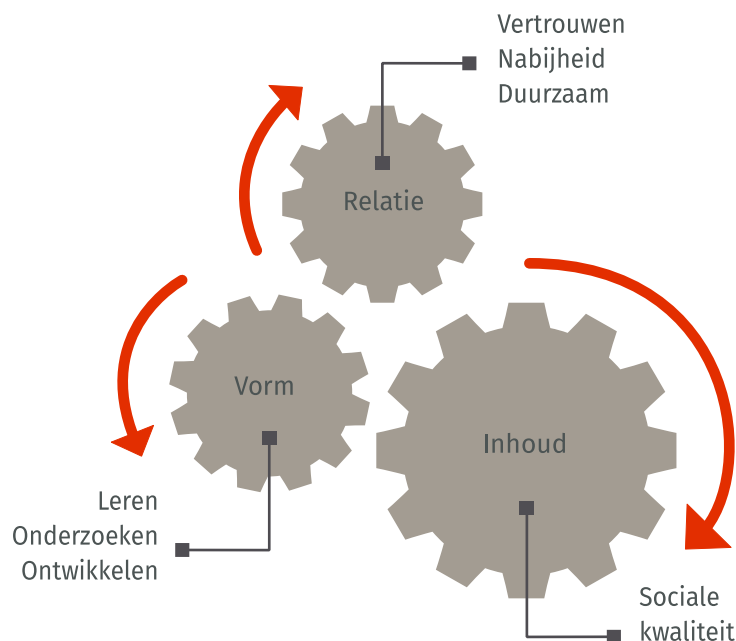 Vertrouwen
Nabijheid
Duurzaam
Relatie
Vorm
Inhoud
Leren
Onderzoeken
Ontwikkelen
Sociale
kwaliteit